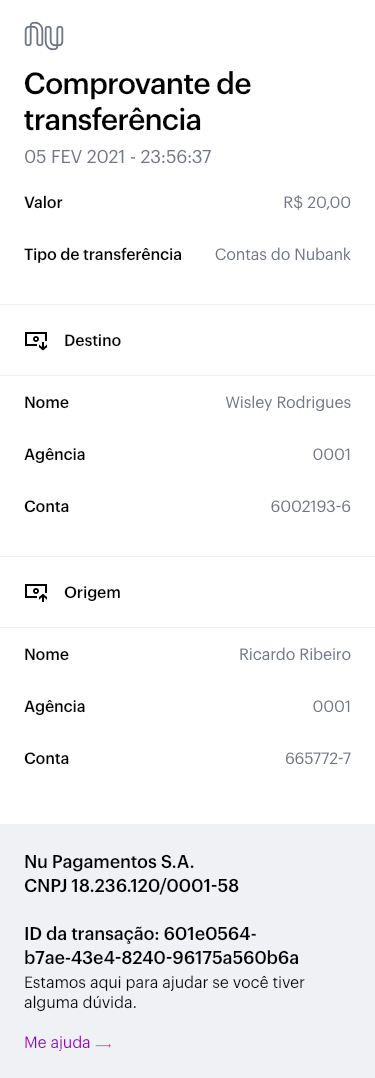 nu
Comprovante de
transferência
05 FEV 2021 - 23:56:37
Valor R$ 20,00
Tipo de transferência Contas do Nubank
Destino
Nome Wisley Rodrigues
Agência 0001
Conta 6002193-6
Origem
Nome Ricardo Ribeiro
Agência 0001
Conta 665772-7
Nu Pagamentos S.A.
CNPJ 18.236.120/0001-58
ID da transação: 601e0564-
b7ae-43e4-8240-96175a560b6a
Estamos aqui para ajudar se você tiver
alguma dúvida.
Me ajuda →